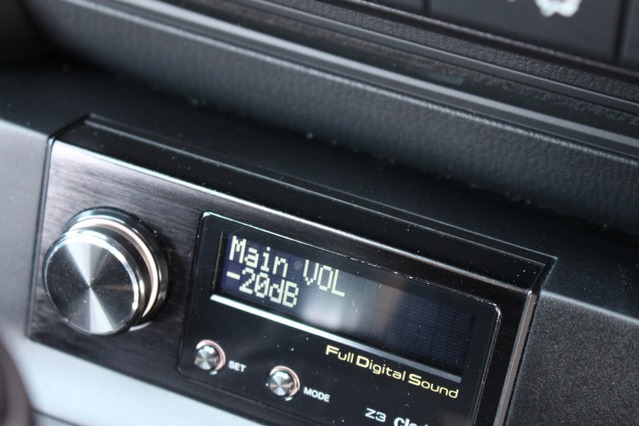 Main VOL
-20dB
Full Digital Sound
SET
MODE
Z3